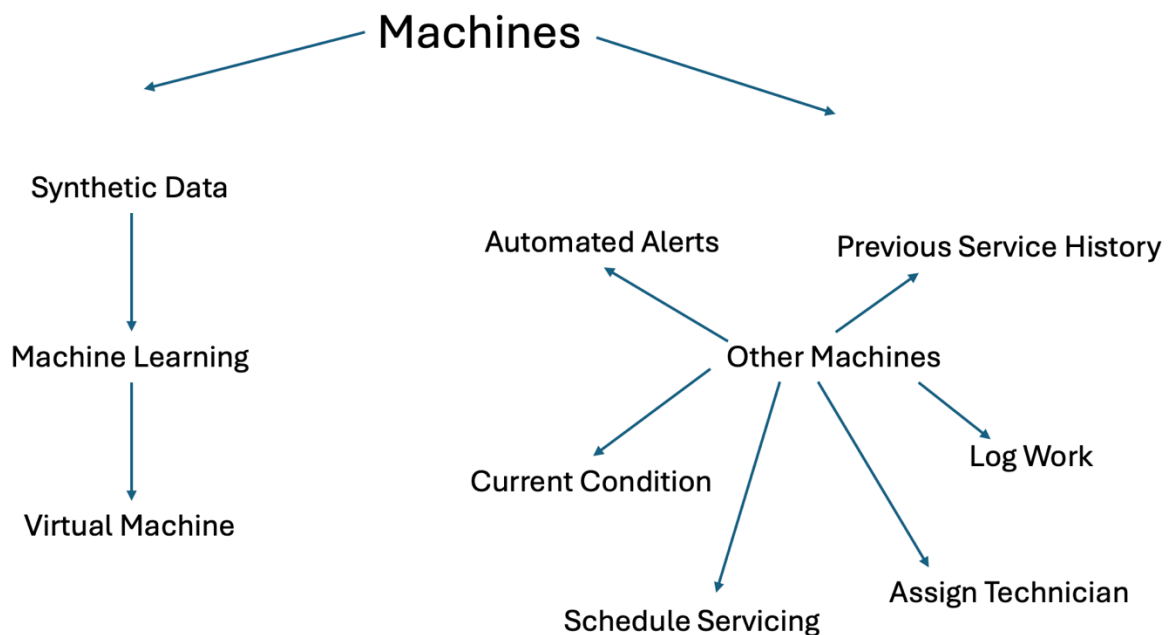 Machines
Synthetic Data
Automated Alerts
Previous Service History
Machine Learning
Other Machines
Log Work
Current Condition
Virtual Machine
Assign Technician
Schedule Servicing